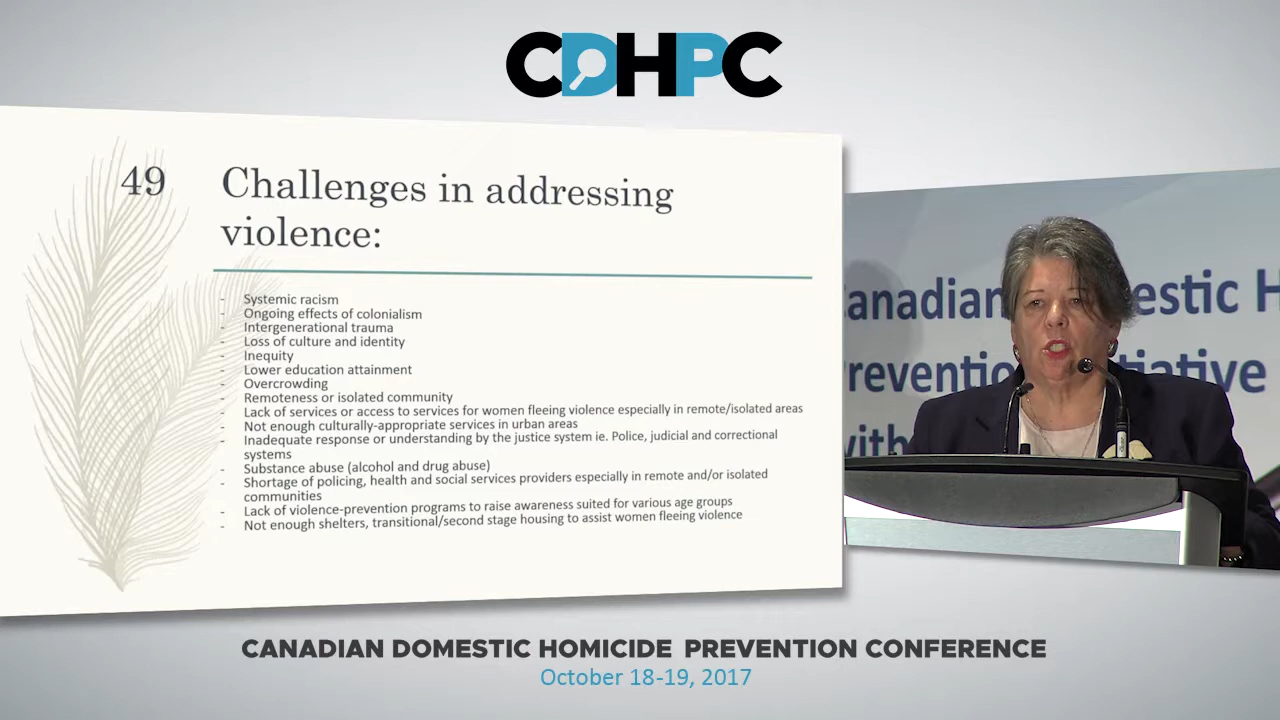 CDHPC
49
Challenges in addressing
violence:
- Systemic racism
- Ongoing effects of colonialism
- Intergenerational trauma
- Loss of culture and identity
- Inequity
- Lower education attainment
- Overcrowding
- Remoteness or isolated community
- Lack of services or access to services for women fleeing violence especially in remote/isolated areas
- Not enough culturally-appropriate services in urban areas
- Inadequate response or understanding by the justice system ie. Police, judicial and correctional
systems
- Substance abuse (alcohol and drug abuse)
- Shortage of policing, health and social services providers especially in remote and/or isolated
communities
- Lack of violence-prevention programs to raise awareness suited for various age groups
- Not enough shelters, transitional/second stage housing to assist women fleeing violence
anadian estic H
reventio itiative
with
CANADIAN DOMESTIC HOMICIDE PREVENTION CONFERENCE
October 18-19, 2017